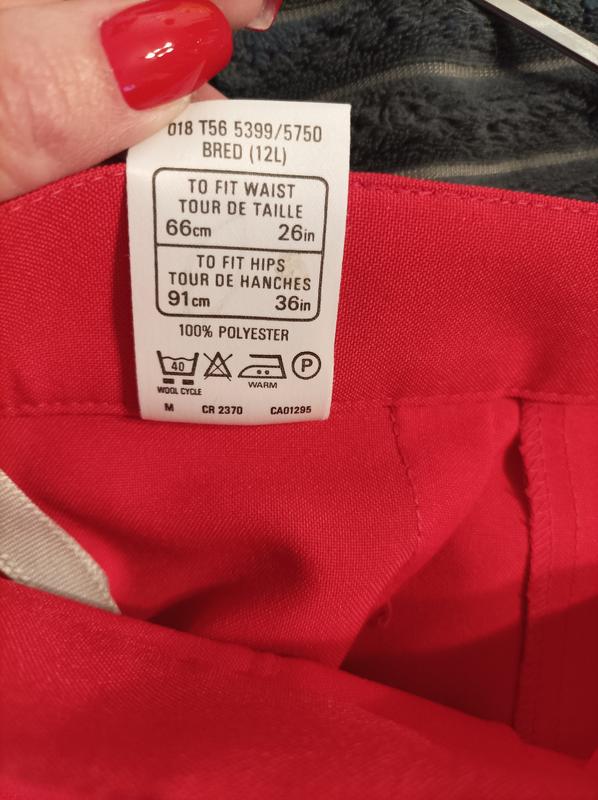 018 T56 5399/5750
BRED (12L)
TO FIT WAIST
TOUR DE TAILLE
66cm 26in
TO FIT HIPS
TOUR DE HANCHES
91cm 36in
100% POLYESTER
40 P
WOOL CYCLE WARM
M CR 2370 CA01295